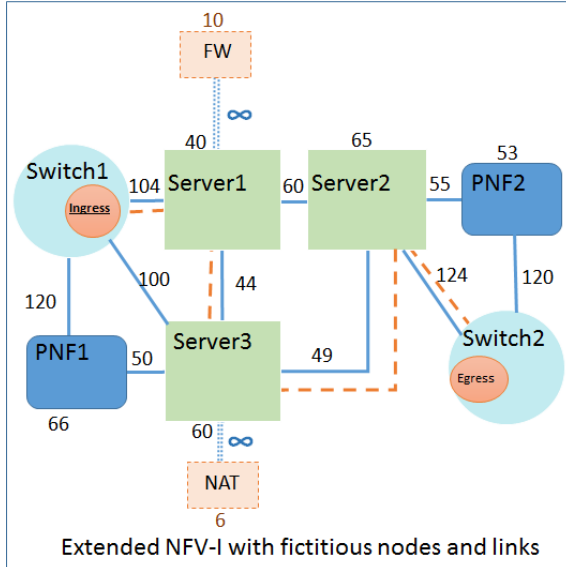 10
FW
∞
40
65
53
Switch1
104
Server1
60
Server2
55
PNF2
Ingress
100
44
124
120
120
PNF1
50
Server3
49
Switch2
Egress
66
60
∞
NAT
6
Extended NFV-I with fictitious nodes and links